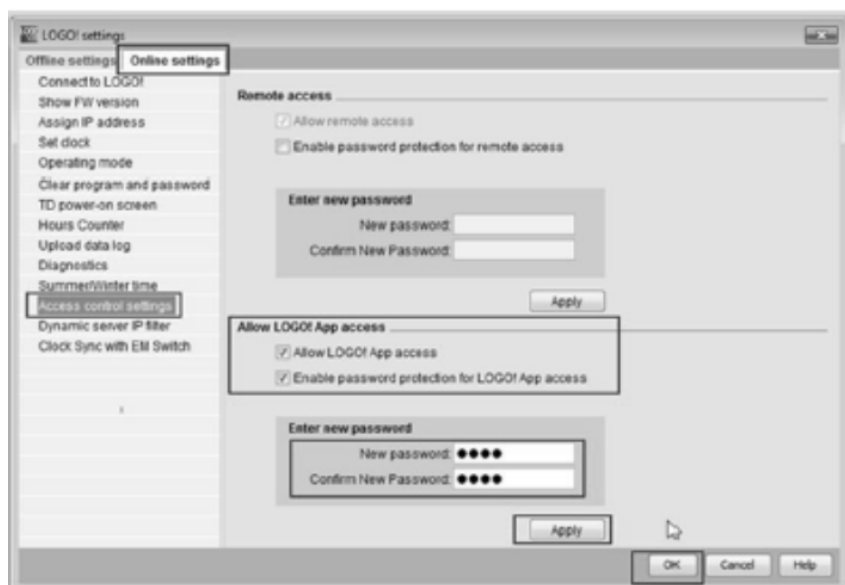 LOGO! settings
Offline settings Online settings
Connect to LOGO!
Show FW version
Assign IP address
Set clock
Operating mode
Clear program and password
TD power-on screen
Hours Counter
Upload data log
Diagnostics
Summer/Winter time
Access control settings
Dynamic server IP filter
Clock Sync with EM Switch
Remote access
Allow remote access
Enable password protection for remote access
Enter new password
New password:
Confirm New Password:
Apply
Allow LOGO! App access
Allow LOGO! App access
Enable password protection for LOGO! App access
Enter new password
New password: ●●●●
Confirm New Password: ●●●●
Apply
OK Cancel Help